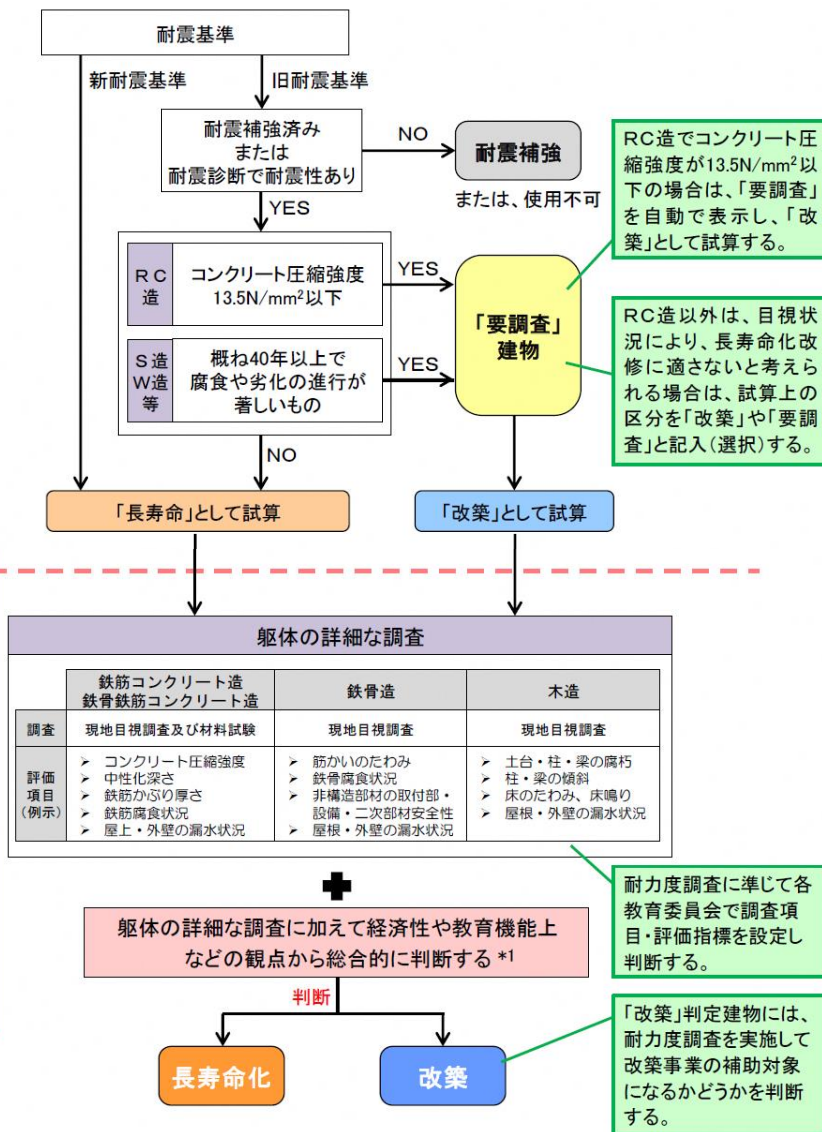 耐震基準
新耐震基準
旧耐震基準
耐震補強済み
または
耐震診断で耐震性あり
NO
耐震補強
または、使用不可
YES
RC造でコンクリート圧
縮強度が13.5N/mm²以
下の場合は、「要調査」
を自動で表示し、「改
築」として試算する。
RC
造
コンクリート圧縮強度
13.5N/mm²以下
YES
S造
W造
等
概ね40年以上で
腐食や劣化の進行が
著しいもの
YES
「要調査」
建物
RC造以外は、目視状
況により、長寿命化改
修に適さないと考えら
れる場合は、試算上の
区分を「改築」や「要調
査」と記入(選択)する。
NO
「長寿命」として試算
「改築」として試算
躯体の詳細な調査
鉄筋コンクリート造
鉄骨鉄筋コンクリート造
鉄骨造
木造
調査
現地目視調査及び材料試験
現地目視調査
現地目視調査
評価
項目
(例示)
➢ コンクリート圧縮強度
➢ 中性化深さ
➢ 鉄筋かぶり厚さ
➢ 鉄筋腐食状況
➢ 屋上・外壁の漏水状況
➢ 筋かいのたわみ
➢ 鉄骨腐食状況
➢ 非構造部材の取付部・
設備・二次部材安全性
➢ 屋根・外壁の漏水状況
➢ 土台・柱・梁の腐朽
➢ 柱・梁の傾斜
➢ 床のたわみ、床鳴り
➢ 屋根・外壁の漏水状況
耐力度調査に準じて各
教育委員会で調査項
目・評価指標を設定し
判断する。
躯体の詳細な調査に加えて経済性や教育機能上
などの観点から総合的に判断する *1
判断
長寿命化
改築
「改築」判定建物には、
耐力度調査を実施して
改築事業の補助対象
になるかどうかを判断
する。